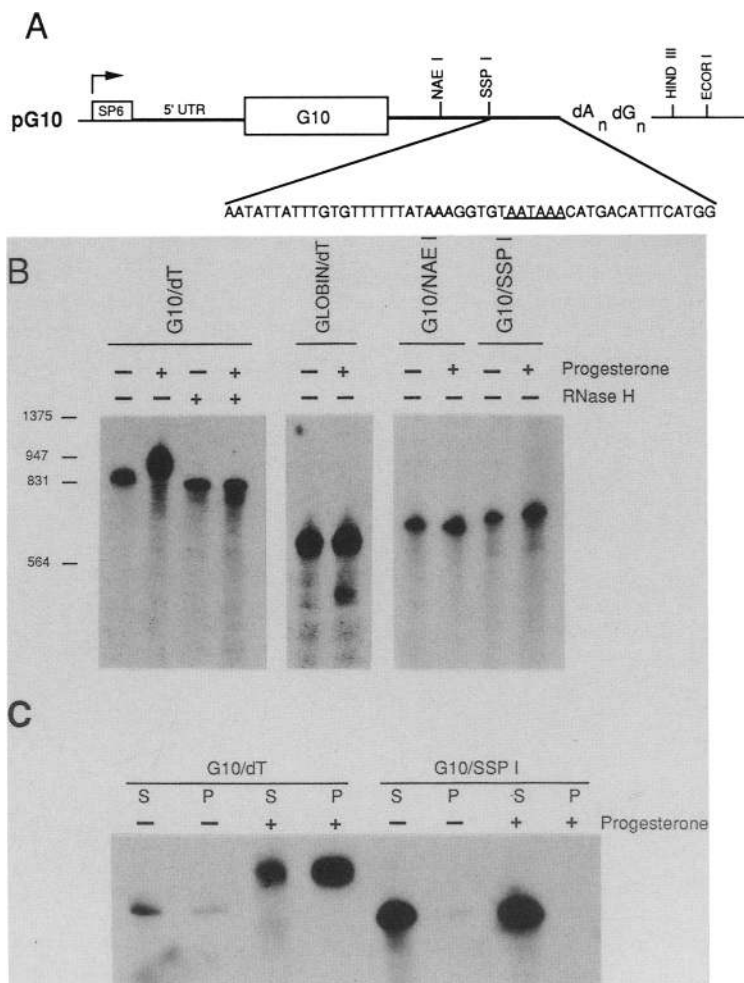 A
pG10 SP6 5' UTR G10 NAE I SSP I dA n dG n HIND III ECOR I
AATATTATTTGTGTTTTTTATAAAGGTGTAATAAACATGACATTTCATGG
B
G10/dT GLOBIN/dT G10/NAE I G10/SSP I
− + − + − + − + − + Progesterone
− − + + − − − − − − RNase H
1375
947
831
564
C
G10/dT G10/SSP I
S P S P S P S P
− − + + − − + + Progesterone